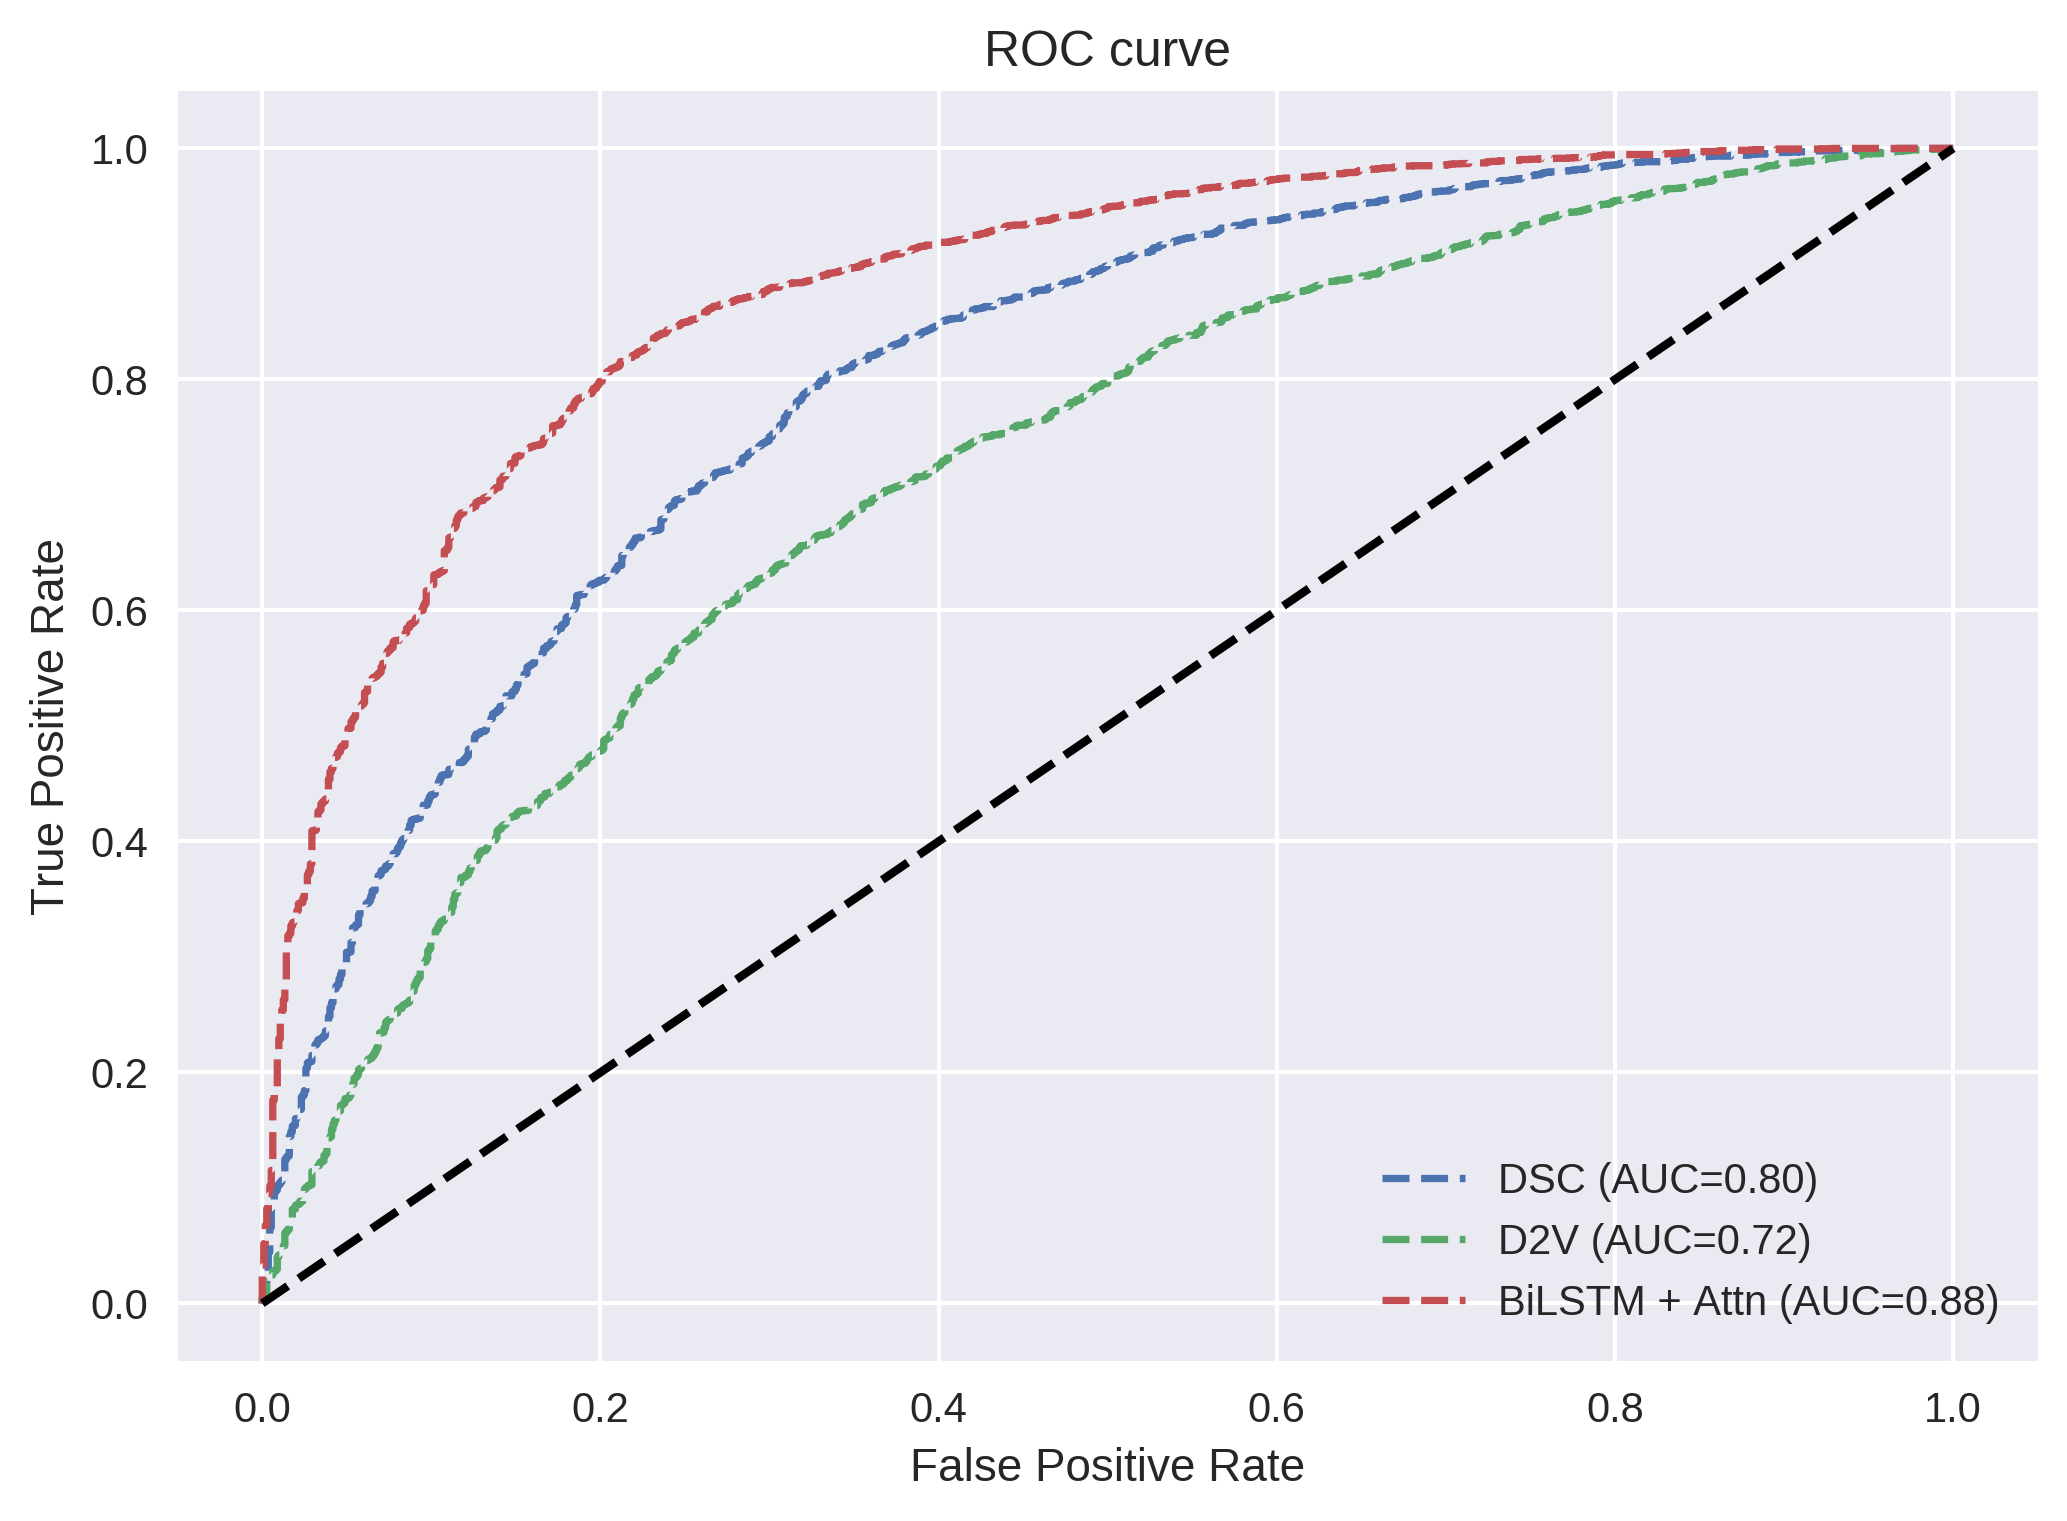 ROC curve
1.0
0.8
0.6
0.4
0.2
0.0
True Positive Rate
DSC (AUC=0.80)
D2V (AUC=0.72)
BiLSTM + Attn (AUC=0.88)
0.0 0.2 0.4 0.6 0.8 1.0
False Positive Rate